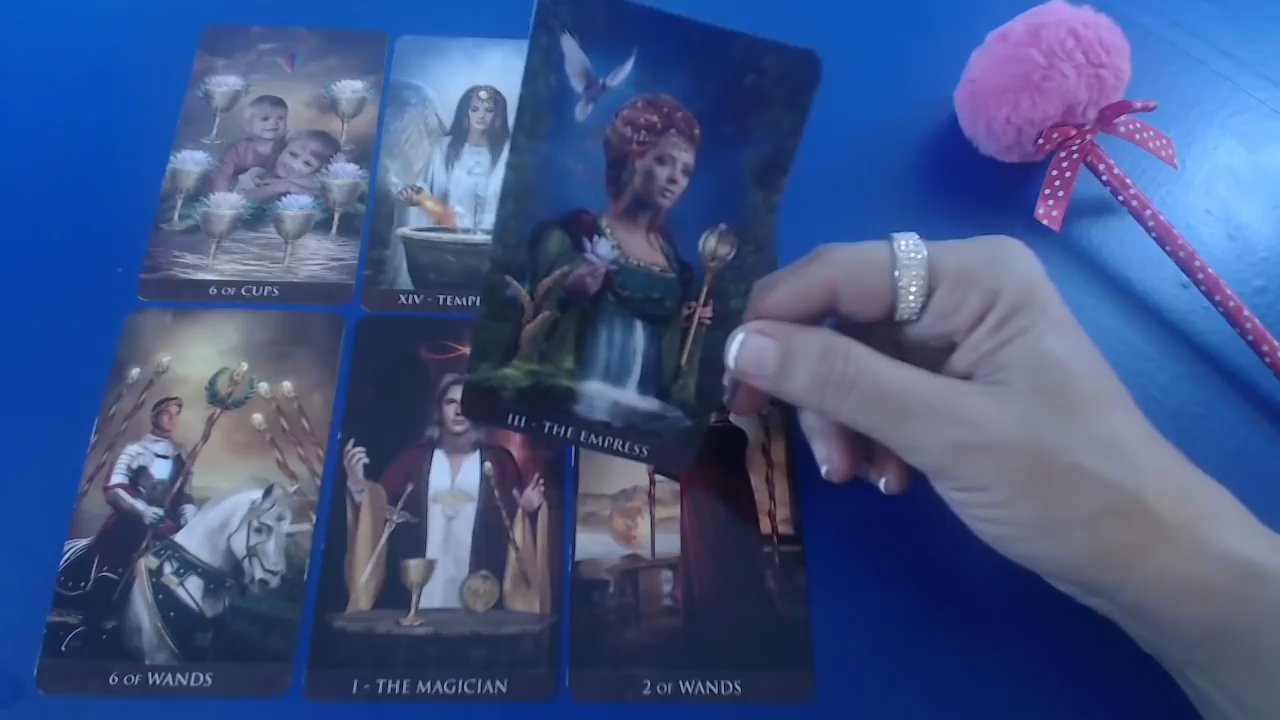 6 OF CUPS
XIV - TEMPE
III - THE EMPRESS
6 OF WANDS
I - THE MAGICIAN
2 OF WANDS